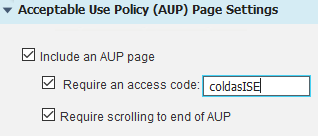 Acceptable Use Policy (AUP) Page Settings
Include an AUP page
Require an access code: coldasISE
Require scrolling to end of AUP